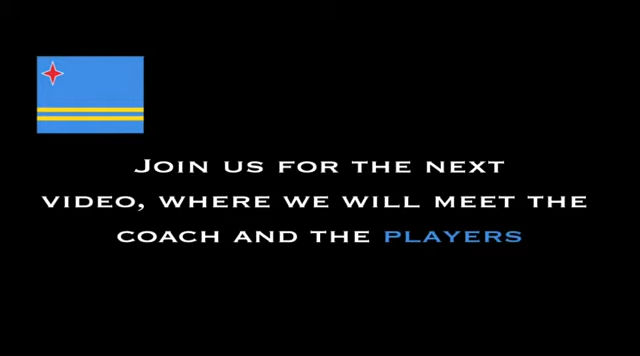 Join us for the next
video, where we will meet the
coach and the players